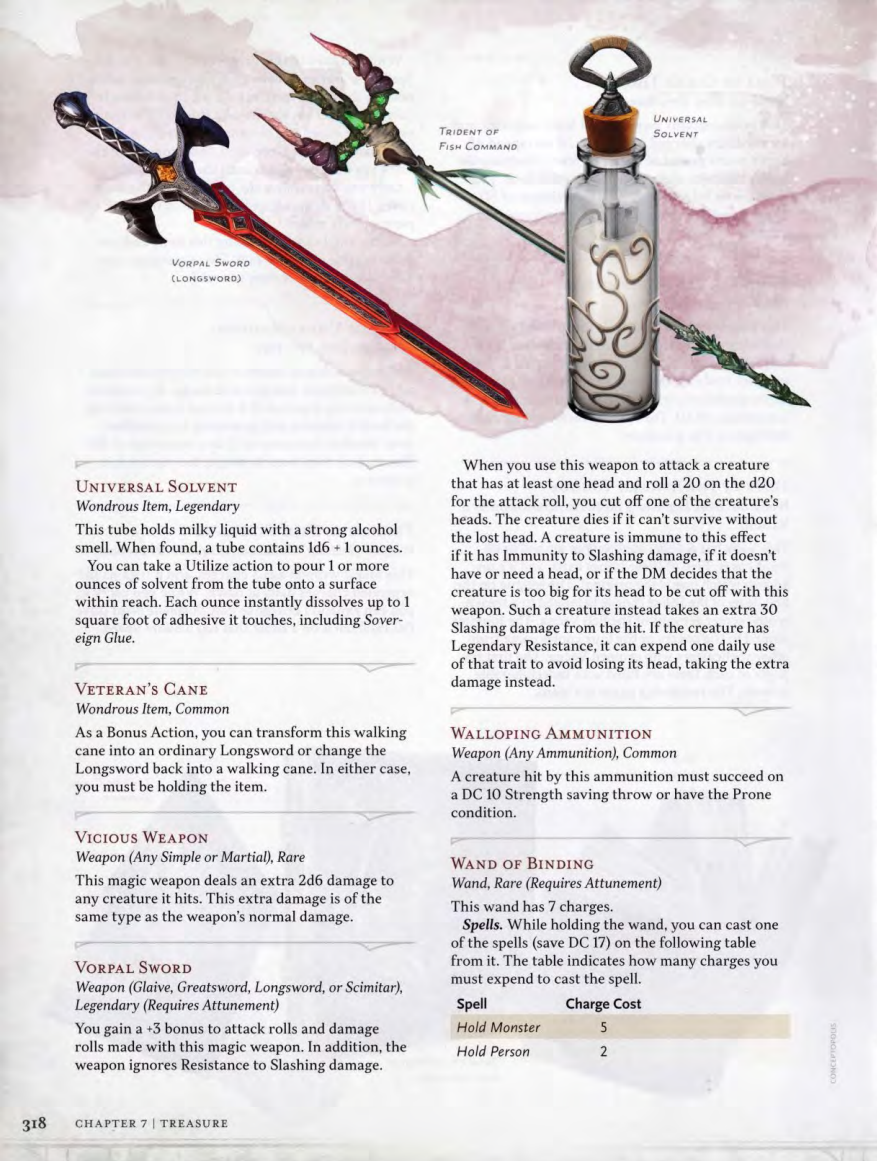 TRIDENT OF
FISH COMMAND
UNIVERSAL
SOLVENT
VORPAL SWORD
(LONGSWORD)
UNIVERSAL SOLVENT
Wondrous Item, Legendary
This tube holds milky liquid with a strong alcohol
smell. When found, a tube contains 1d6 + 1 ounces.
You can take a Utilize action to pour 1 or more
ounces of solvent from the tube onto a surface
within reach. Each ounce instantly dissolves up to 1
square foot of adhesive it touches, including Sover-
eign Glue.
VETERAN'S CANE
Wondrous Item, Common
As a Bonus Action, you can transform this walking
cane into an ordinary Longsword or change the
Longsword back into a walking cane. In either case,
you must be holding the item.
VICIOUS WEAPON
Weapon (Any Simple or Martial), Rare
This magic weapon deals an extra 2d6 damage to
any creature it hits. This extra damage is of the
same type as the weapon's normal damage.
VORPAL SWORD
Weapon (Glaive, Greatsword, Longsword, or Scimitar),
Legendary (Requires Attunement)
You gain a +3 bonus to attack rolls and damage
rolls made with this magic weapon. In addition, the
weapon ignores Resistance to Slashing damage.
When you use this weapon to attack a creature
that has at least one head and roll a 20 on the d20
for the attack roll, you cut off one of the creature's
heads. The creature dies if it can't survive without
the lost head. A creature is immune to this effect
if it has Immunity to Slashing damage, if it doesn't
have or need a head, or if the DM decides that the
creature is too big for its head to be cut off with this
weapon. Such a creature instead takes an extra 30
Slashing damage from the hit. If the creature has
Legendary Resistance, it can expend one daily use
of that trait to avoid losing its head, taking the extra
damage instead.
WALLOPING AMMUNITION
Weapon (Any Ammunition), Common
A creature hit by this ammunition must succeed on
a DC 10 Strength saving throw or have the Prone
condition.
WAND OF BINDING
Wand, Rare (Requires Attunement)
This wand has 7 charges.
Spells. While holding the wand, you can cast one
of the spells (save DC 17) on the following table
from it. The table indicates how many charges you
must expend to cast the spell.
Spell Charge Cost
Hold Monster 5
Hold Person 2
CONCEPTOPOLIS
318 CHAPTER 7 | TREASURE